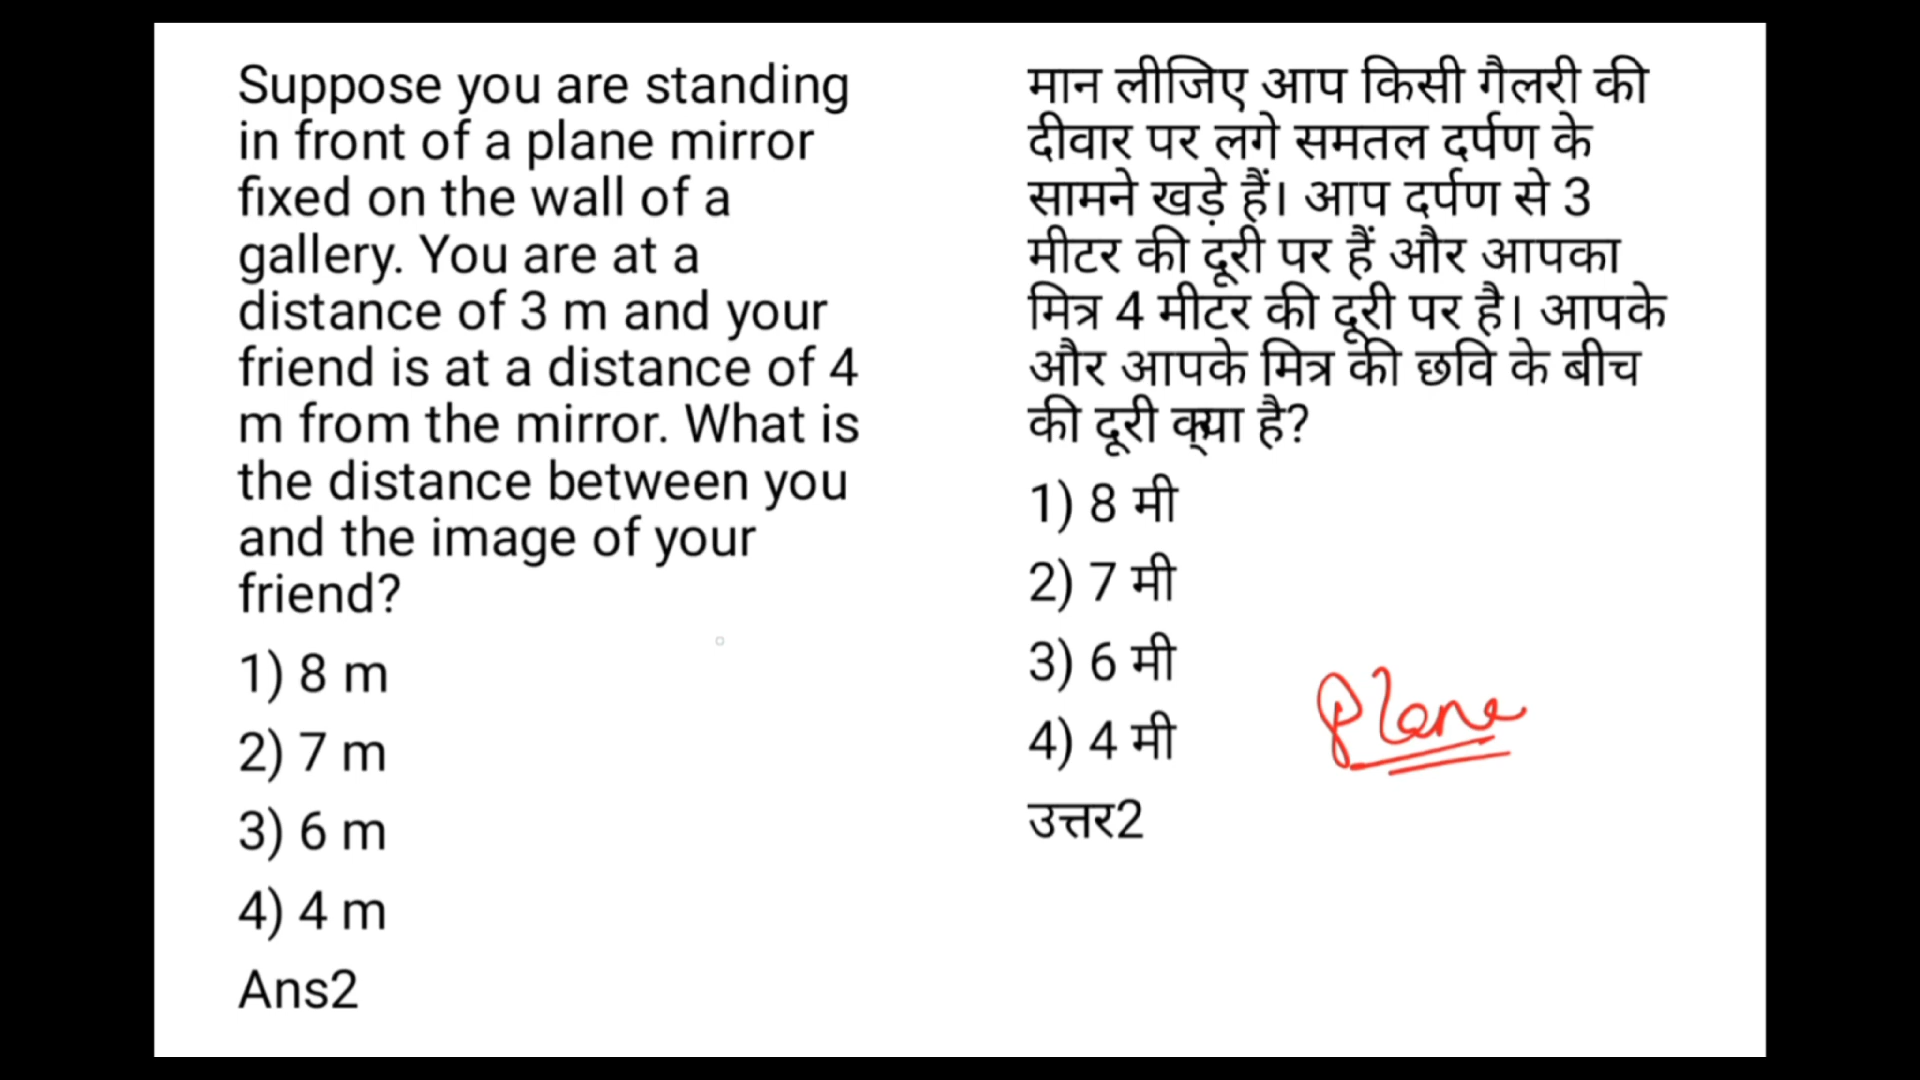 Suppose you are standing
in front of a plane mirror
fixed on the wall of a
gallery. You are at a
distance of 3 m and your
friend is at a distance of 4
m from the mirror. What is
the distance between you
and the image of your
friend?
1) 8 m
2) 7 m
3) 6 m
4) 4 m
Ans2
मान लीजिए आप किसी गैलरी की
दीवार पर लगे समतल दर्पण के
सामने खड़े हैं। आप दर्पण से 3
मीटर की दूरी पर हैं और आपका
मित्र 4 मीटर की दूरी पर है। आपके
और आपके मित्र की छवि के बीच
की दूरी क्या है?
1) 8 मी
2) 7 मी
3) 6 मी
4) 4 मी
उत्तर2
Plane